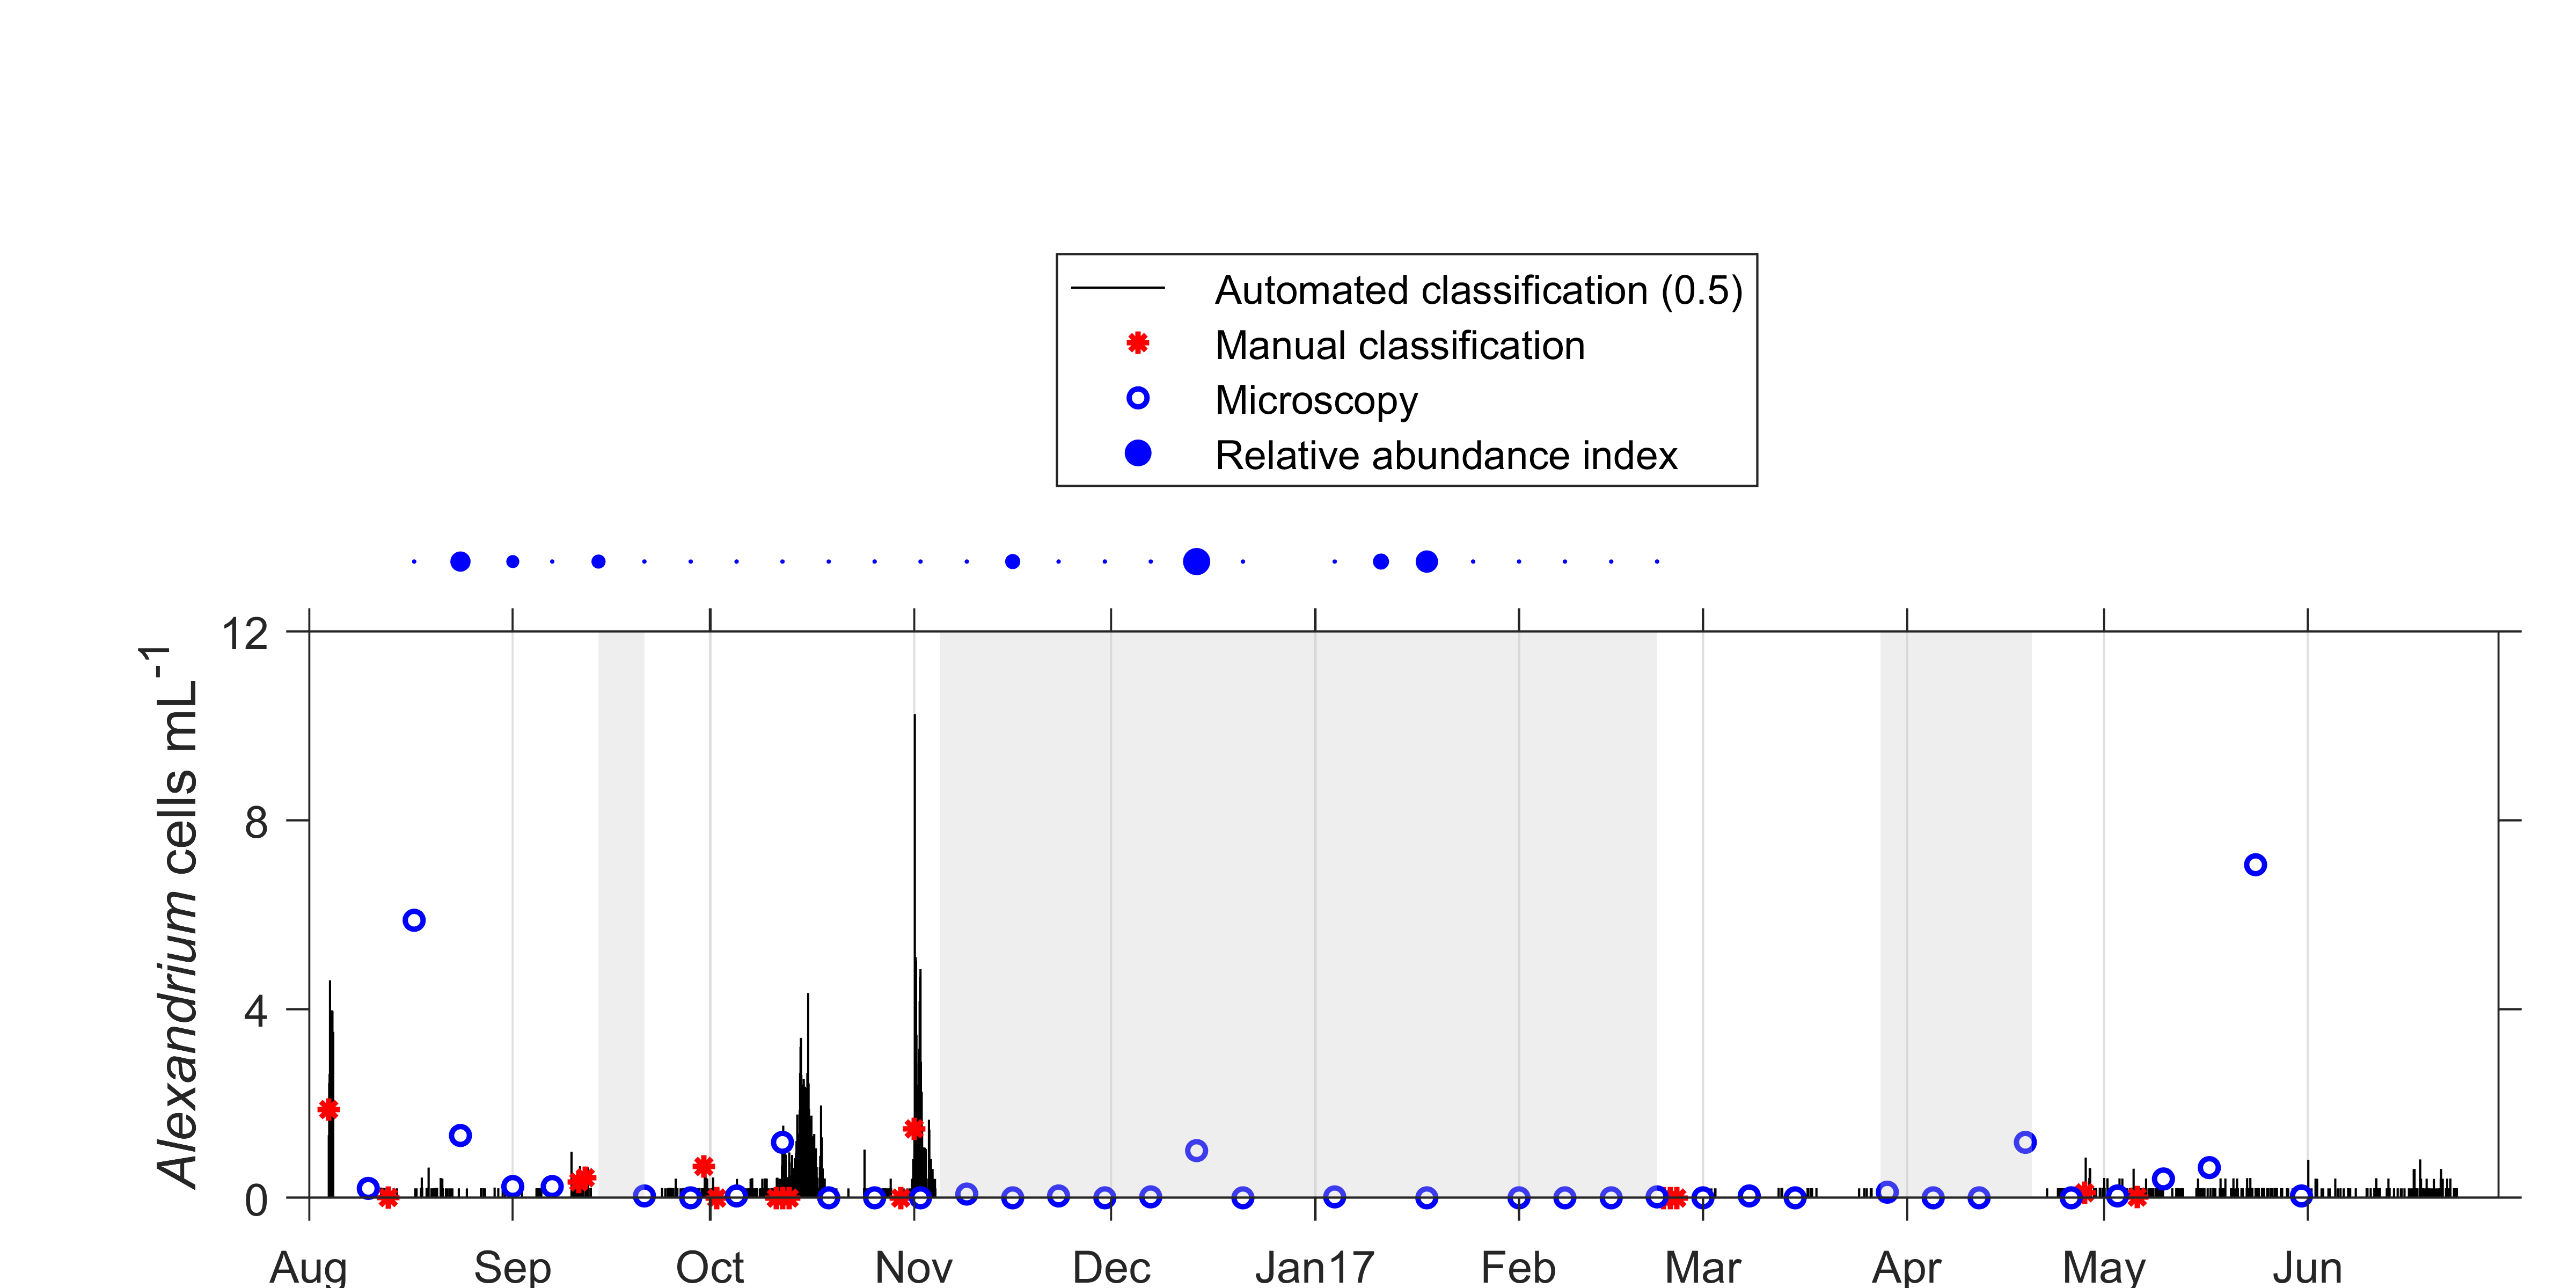 Automated classification (0.5)
Manual classification
Microscopy
Relative abundance index
Alexandrium cells mL-1
12
8
4
0
Aug Sep Oct Nov Dec Jan17 Feb Mar Apr May Jun